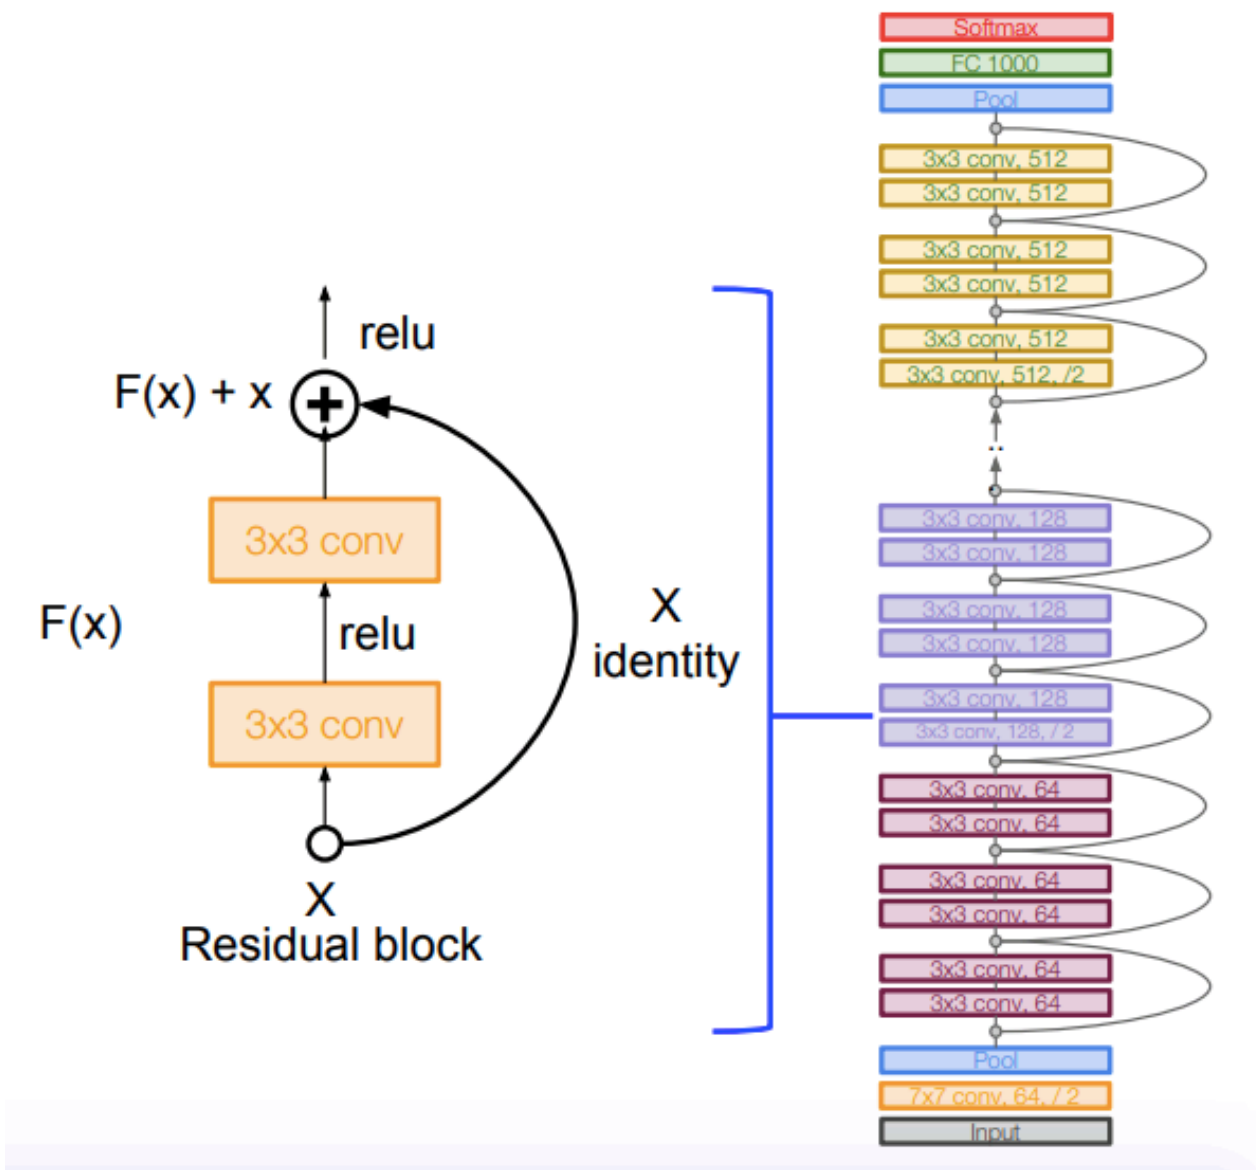 relu
F(x) + x
+
3x3 conv
F(x)
relu
X
identity
3x3 conv
X
Residual block
Softmax
FC 1000
Pool
3x3 conv, 512
3x3 conv, 512
3x3 conv, 512
3x3 conv, 512
3x3 conv, 512
3x3 conv, 512, /2
..
3x3 conv, 128
3x3 conv, 128
3x3 conv, 128
3x3 conv, 128
3x3 conv, 128
3x3 conv, 128, / 2
3x3 conv, 64
3x3 conv, 64
3x3 conv, 64
3x3 conv, 64
3x3 conv, 64
3x3 conv, 64
Pool
7x7 conv, 64, / 2
Input